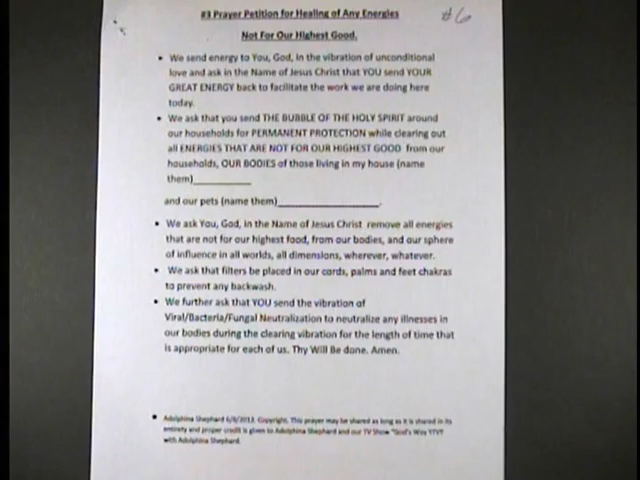 #3 Prayer Petition for Healing of Any Energies
#6
Not For Our Highest Good.
• We send energy to You, God, in the vibration of unconditional
love and ask in the Name of Jesus Christ that YOU send YOUR
GREAT ENERGY back to facilitate the work we are doing here
today.
• We ask that you send THE BUBBLE OF THE HOLY SPIRIT around
our households for PERMANENT PROTECTION while clearing out
all ENERGIES THAT ARE NOT FOR OUR HIGHEST GOOD from our
households, OUR BODIES of those living in my house (name
them)__________
and our pets (name them)__________________.
• We ask You, God, in the Name of Jesus Christ remove all energies
that are not for our highest food, from our bodies, and our sphere
of influence in all worlds, all dimensions, wherever, whatever.
• We ask that filters be placed in our cords, palms and feet chakras
to prevent any backwash.
• We further ask that YOU send the vibration of
Viral/Bacteria/Fungal Neutralization to neutralize any illnesses in
our bodies during the clearing vibration for the length of time that
is appropriate for each of us. Thy Will Be done. Amen.
• Adolphina Shephard 6/8/2013. Copyright. This prayer may be shared as long as it is shared in its
entirety and proper credit is given to Adolphina Shephard and our TV Show "God's Way YTVT
with Adolphina Shephard.